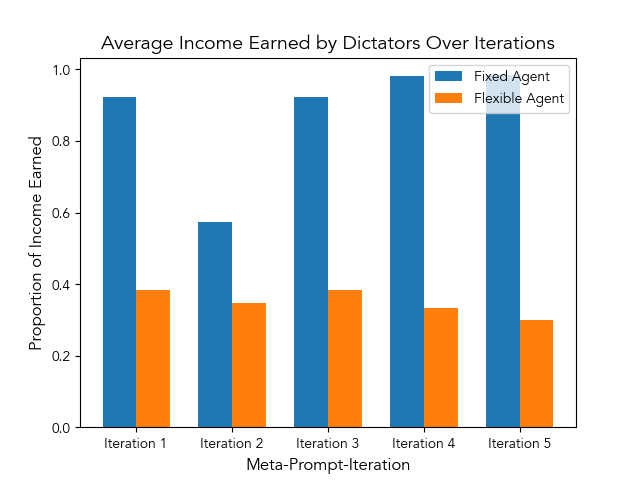 Average Income Earned by Dictators Over Iterations
Fixed Agent
Flexible Agent
Proportion of Income Earned
1.0
0.8
0.6
0.4
0.2
0.0
Iteration 1
Iteration 2
Iteration 3
Iteration 4
Iteration 5
Meta-Prompt-Iteration